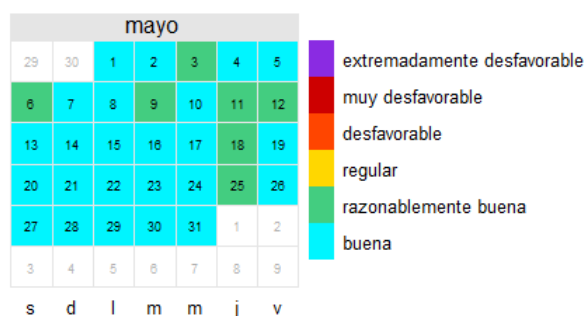 mayo
29 30 1 2 3 4 5
6 7 8 9 10 11 12
13 14 15 16 17 18 19
20 21 22 23 24 25 26
27 28 29 30 31 1 2
3 4 5 6 7 8 9
s d l m m j v
extremadamente desfavorable
muy desfavorable
desfavorable
regular
razonablemente buena
buena